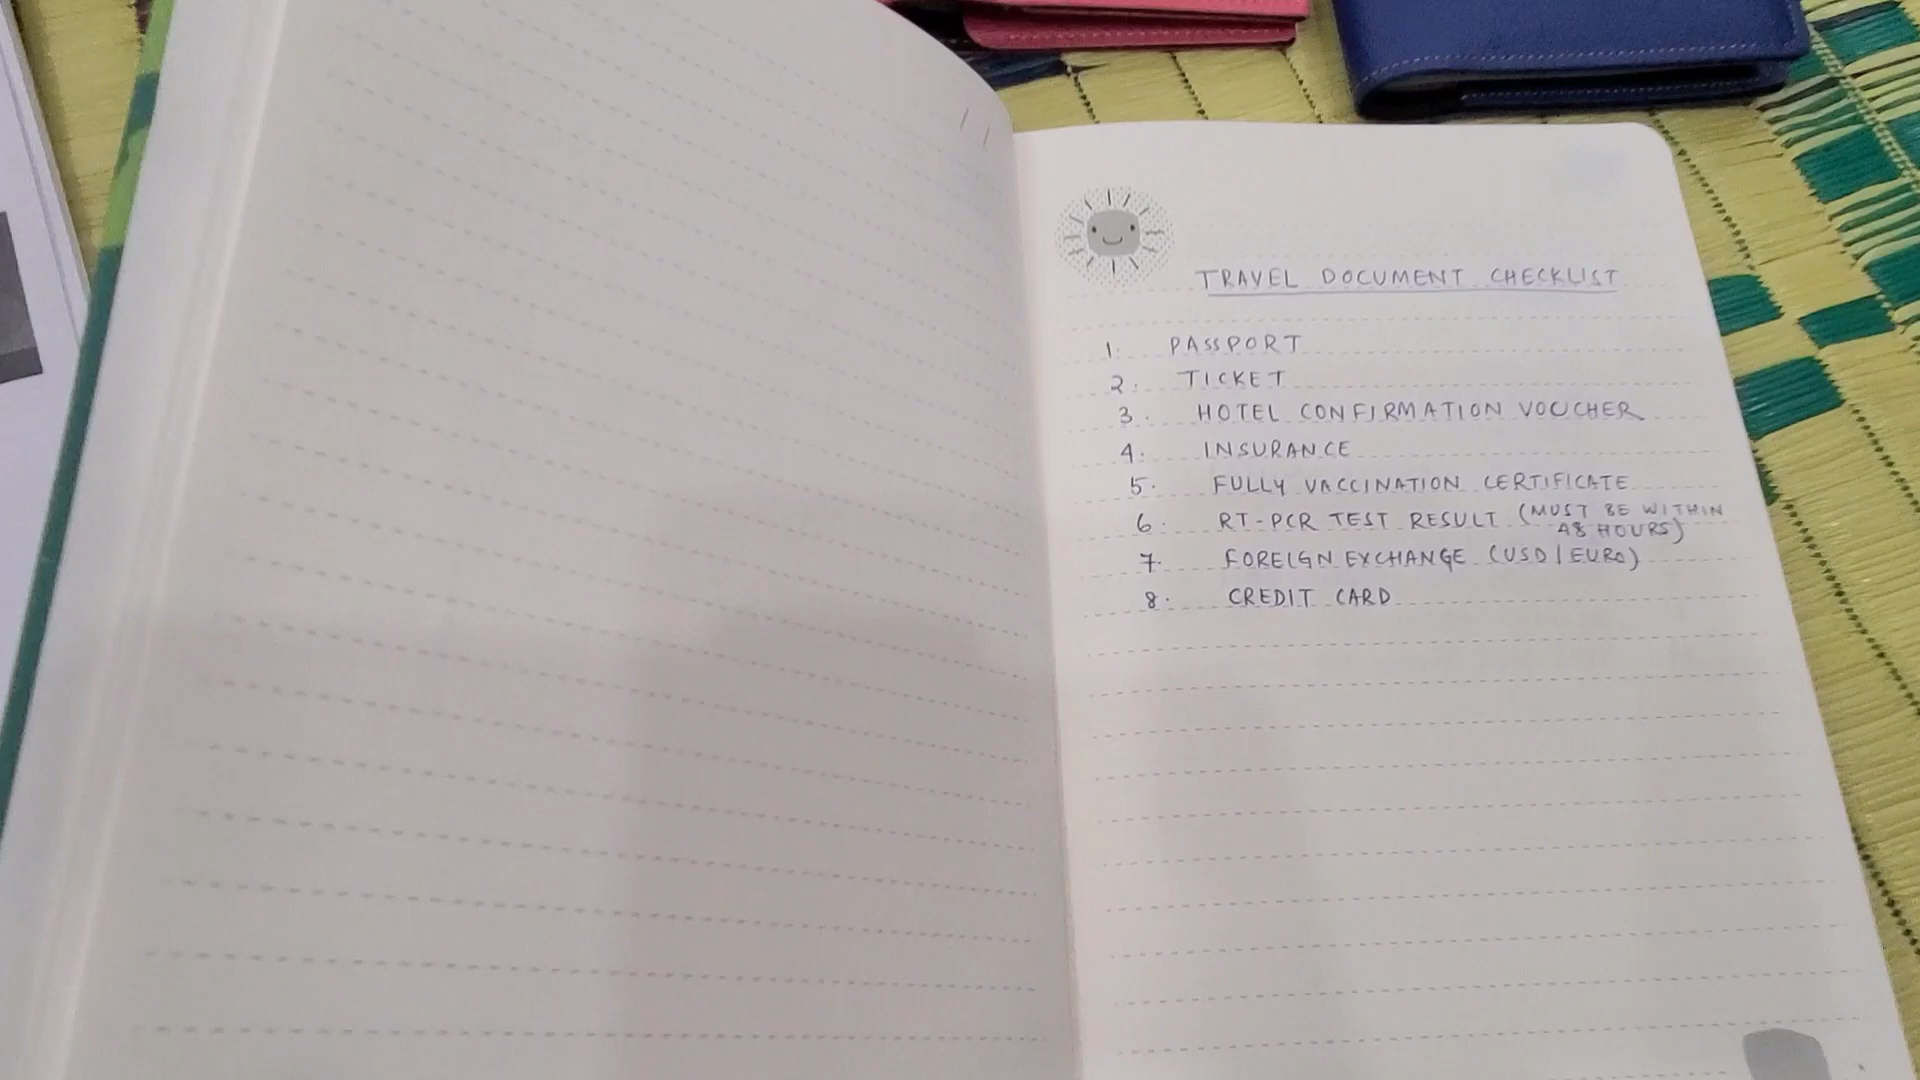 TRAVEL DOCUMENT CHECKLIST
1. PASSPORT
2. TICKET
3. HOTEL CONFIRMATION VOUCHER
4. INSURANCE
5. FULLY VACCINATION CERTIFICATE
6. RT-PCR TEST RESULT (MUST BE WITHIN
48 HOURS)
7. FOREIGN EXCHANGE (USD/EURO)
8. CREDIT CARD